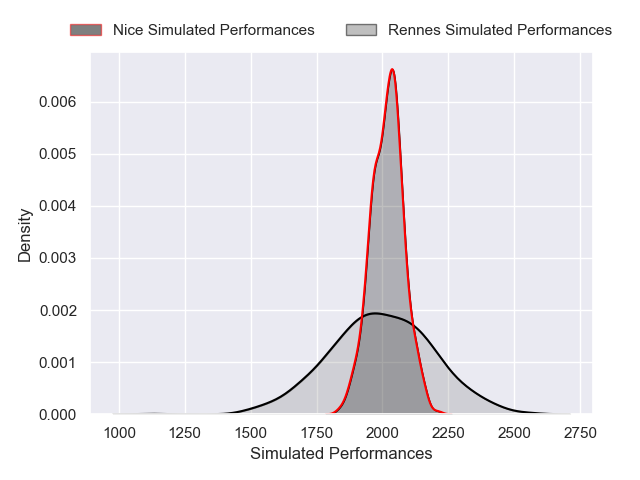 Nice Simulated Performances Rennes Simulated Performances
0.006
0.005
0.004
0.003
0.002
0.001
0.000
Density
1000 1250 1500 1750 2000 2250 2500 2750
Simulated Performances